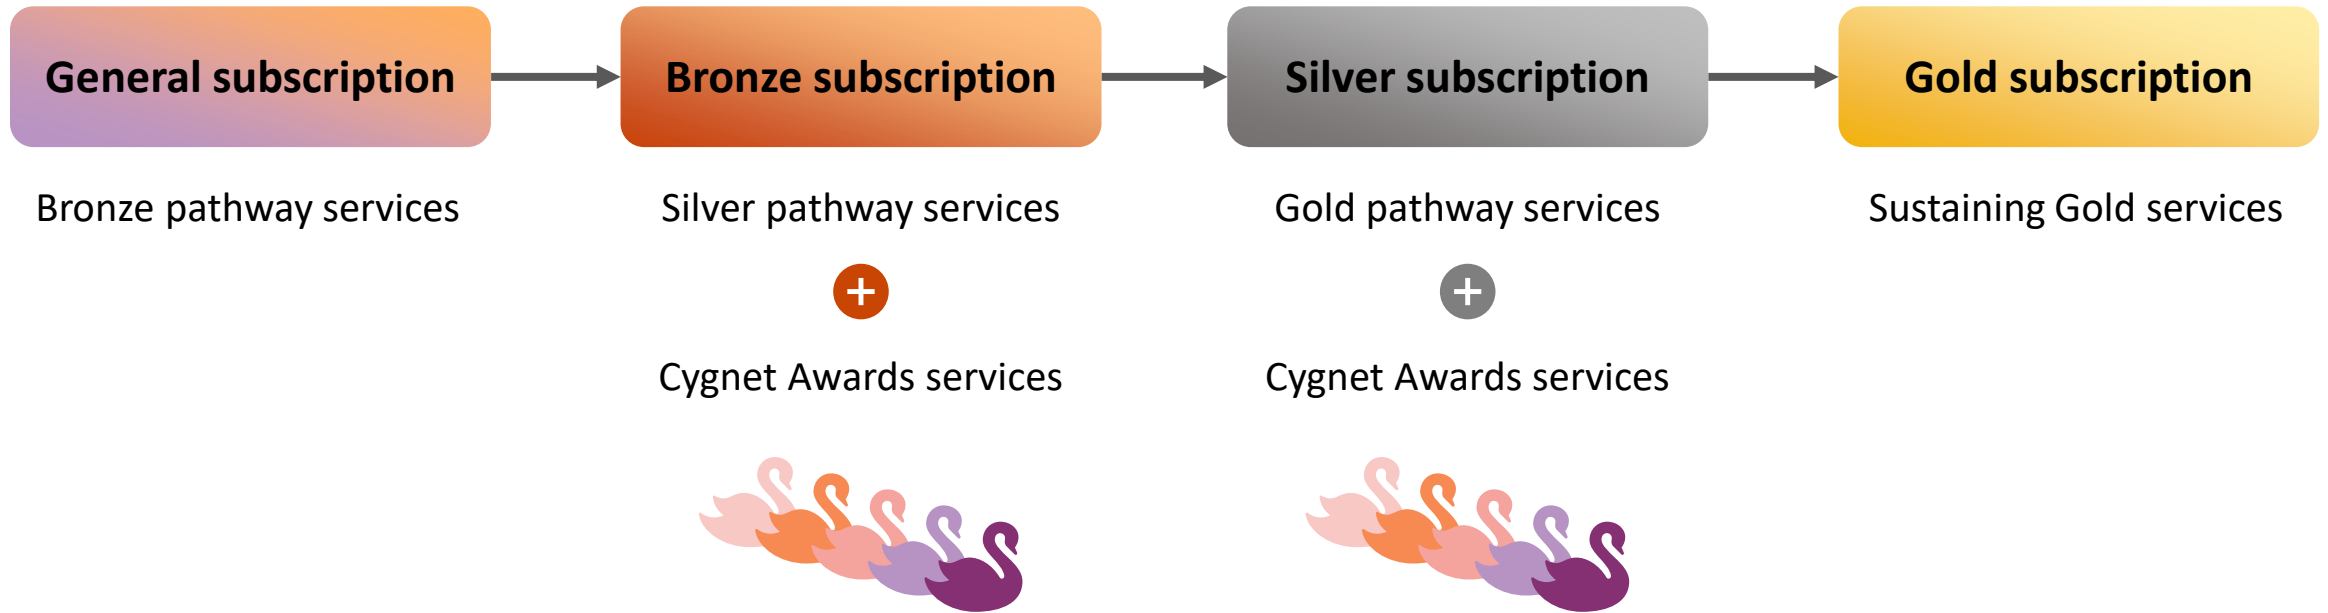 General subscription
Bronze subscription
Silver subscription
Gold subscription
Bronze pathway services
Silver pathway services
Gold pathway services
Sustaining Gold services
+
+
Cygnet Awards services
Cygnet Awards services